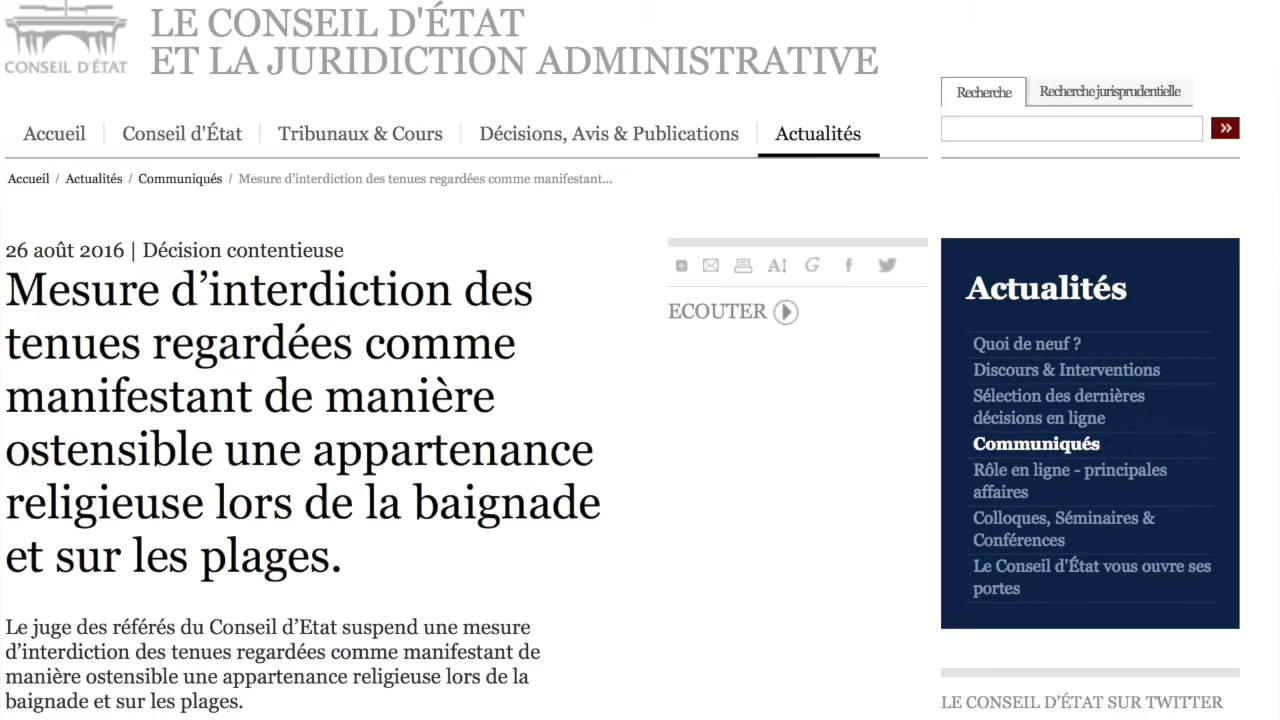 CONSEIL D'ÉTAT
LE CONSEIL D'ÉTAT
ET LA JURIDICTION ADMINISTRATIVE
Recherche Recherche jurisprudentielle
»
Accueil Conseil d'État Tribunaux & Cours Décisions, Avis & Publications Actualités
Accueil / Actualités / Communiqués / Mesure d'interdiction des tenues regardées comme manifestant...
26 août 2016 | Décision contentieuse
Mesure d'interdiction des
tenues regardées comme
manifestant de manière
ostensible une appartenance
religieuse lors de la baignade
et sur les plages.
Le juge des référés du Conseil d'Etat suspend une mesure
d'interdiction des tenues regardées comme manifestant de
manière ostensible une appartenance religieuse lors de la
baignade et sur les plages.
A G f
ECOUTER
Actualités
Quoi de neuf ?
Discours & Interventions
Sélection des dernières
décisions en ligne
Communiqués
Rôle en ligne - principales
affaires
Colloques, Séminaires &
Conférences
Le Conseil d'État vous ouvre ses
portes
LE CONSEIL D'ÉTAT SUR TWITTER